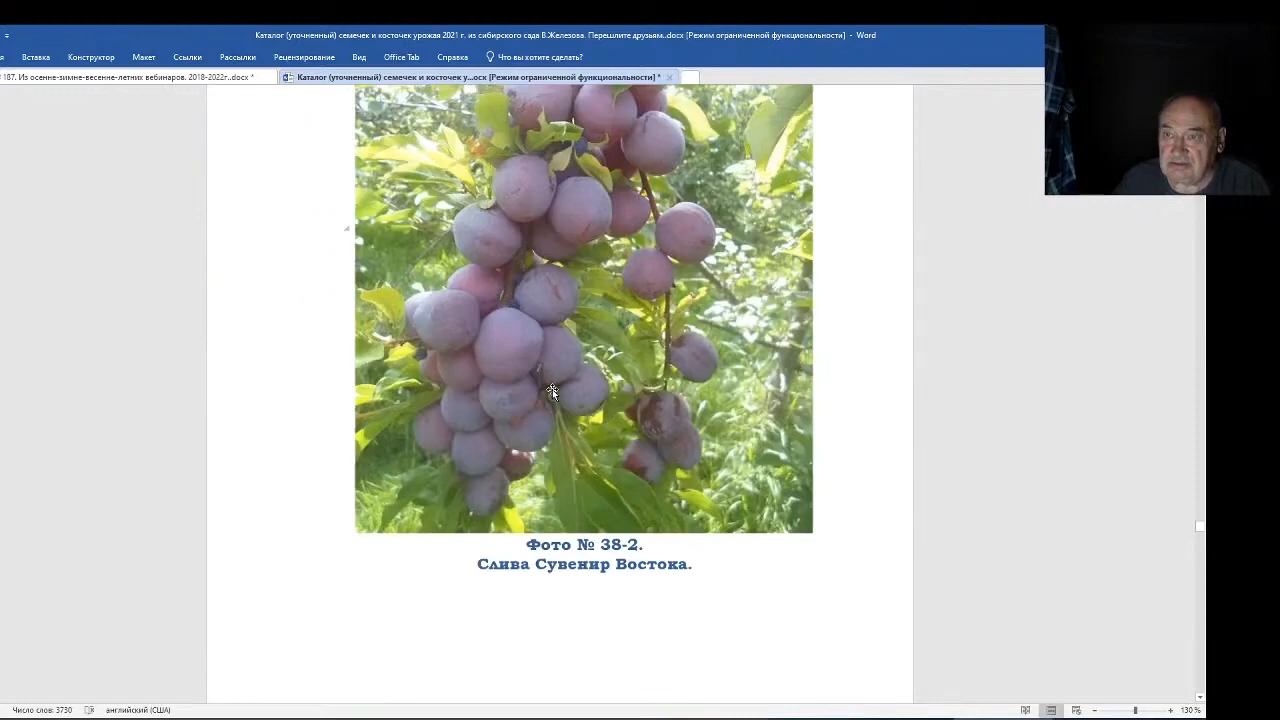 Каталог (уточненный) семечек и косточек урожая 2021 г. из сибирского сада В.Железова. Перешлите друзьям..docx [Режим ограниченной функциональности] - Word
Вставка Конструктор Макет Ссылки Рассылки Рецензирование Вид Office Tab Справка Что вы хотите сделать?
187. Из осенне-зимне-весенне-летних вебинаров. 2018-2022г..docx * Каталог (уточненный) семечек и косточек у...осх [Режим ограниченной функциональности] *
Фото № 38-2.
Слива Сувенир Востока.
Число слов: 3730 английский (США) 130 %